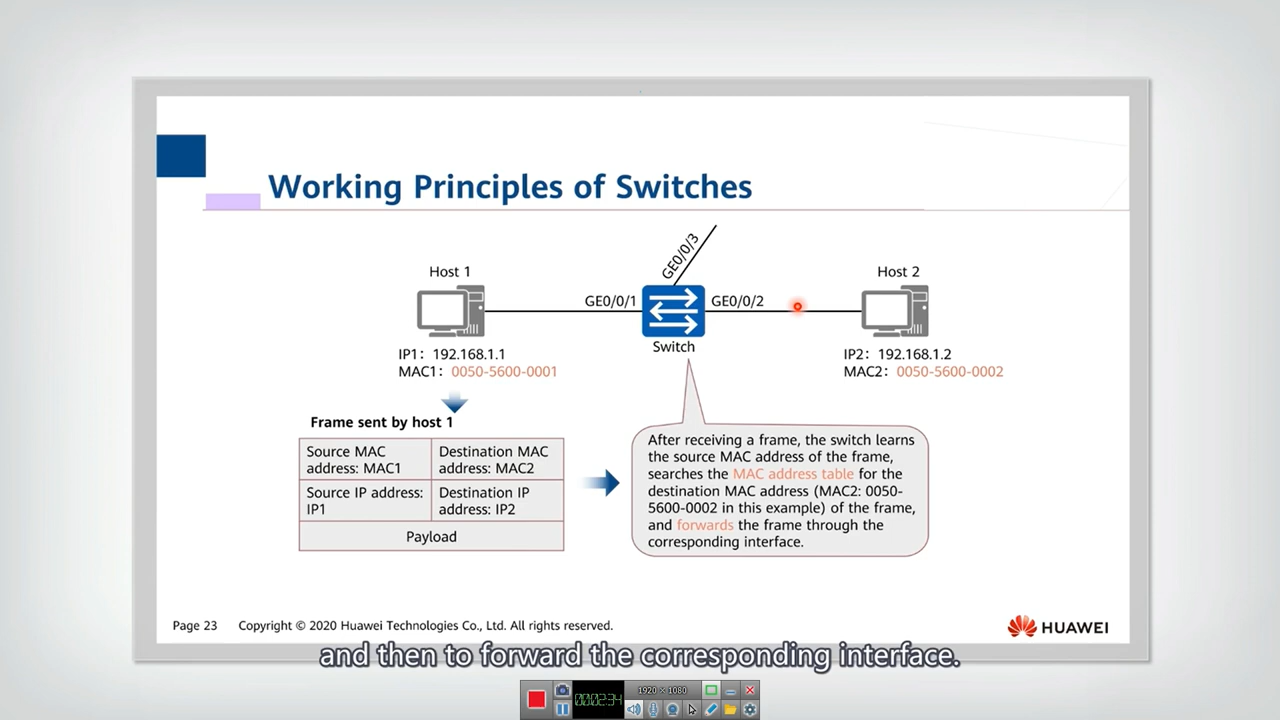 Working Principles of Switches
GE0/0/3
Host 1
Host 2
GE0/0/1
GE0/0/2
Switch
IP1: 192.168.1.1
MAC1: 0050-5600-0001
IP2: 192.168.1.2
MAC2: 0050-5600-0002
Frame sent by host 1
Source MAC
address: MAC1
Destination MAC
address: MAC2
Source IP address:
IP1
Destination IP
address: IP2
Payload
After receiving a frame, the switch learns
the source MAC address of the frame,
searches the MAC address table for the
destination MAC address (MAC2: 0050-
5600-0002 in this example) of the frame,
and forwards the frame through the
corresponding interface.
Page 23
Copyright © 2020 Huawei Technologies Co., Ltd. All rights reserved.
HUAWEI
and then to forward the corresponding interface.
1920 × 1080
00:02:34